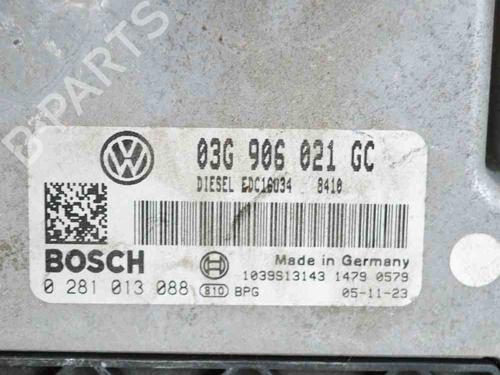 B-PARTS
03G 906 021 GC
DIESEL EDC16U34 8410
BOSCH
Made in Germany
1039S13143 1479 0579
0 281 013 088 810 BPG 05-11-23